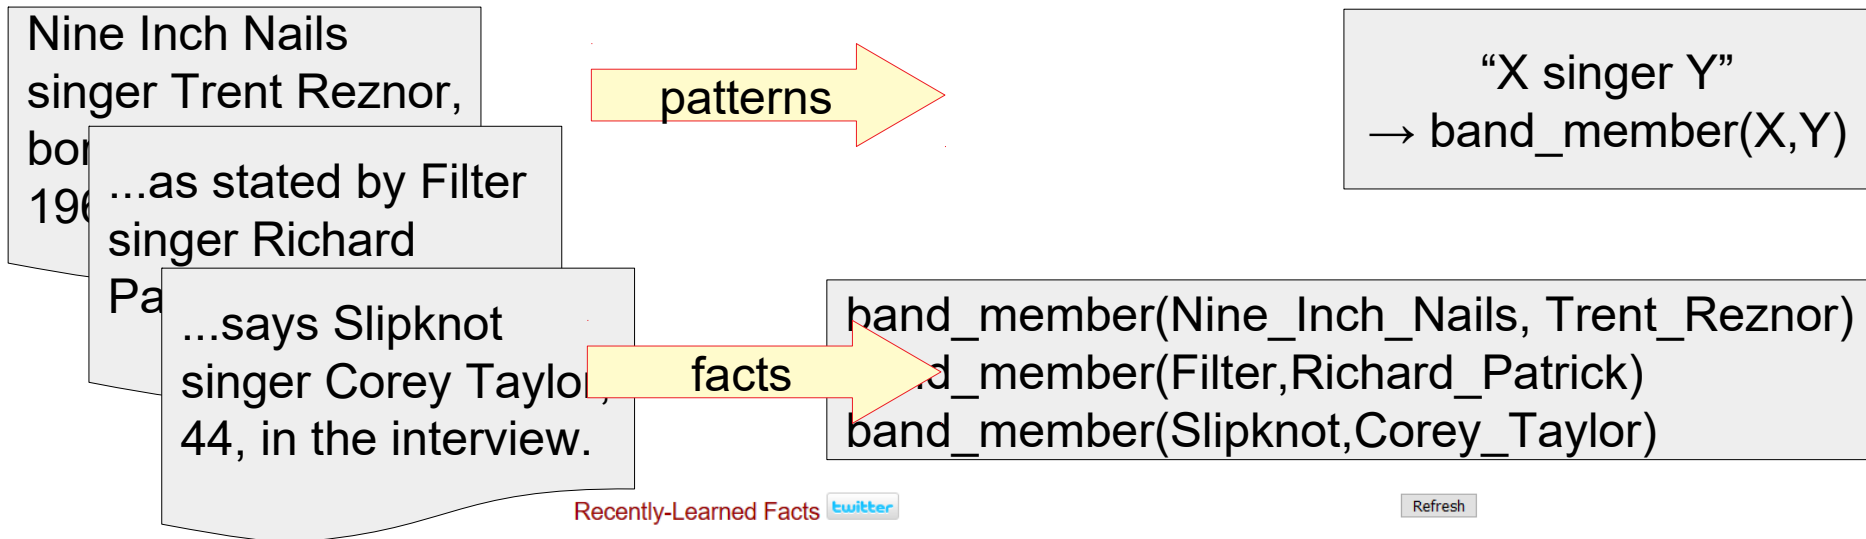 Nine Inch Nails
singer Trent Reznor,
...as stated by Filter
singer Richard
...says Slipknot
singer Corey Taylor,
44, in the interview.
patterns
“X singer Y”
→ band_member(X,Y)
facts
band_member(Nine_Inch_Nails, Trent_Reznor)
band_member(Filter,Richard_Patrick)
band_member(Slipknot,Corey_Taylor)
Recently-Learned Facts twitter
Refresh